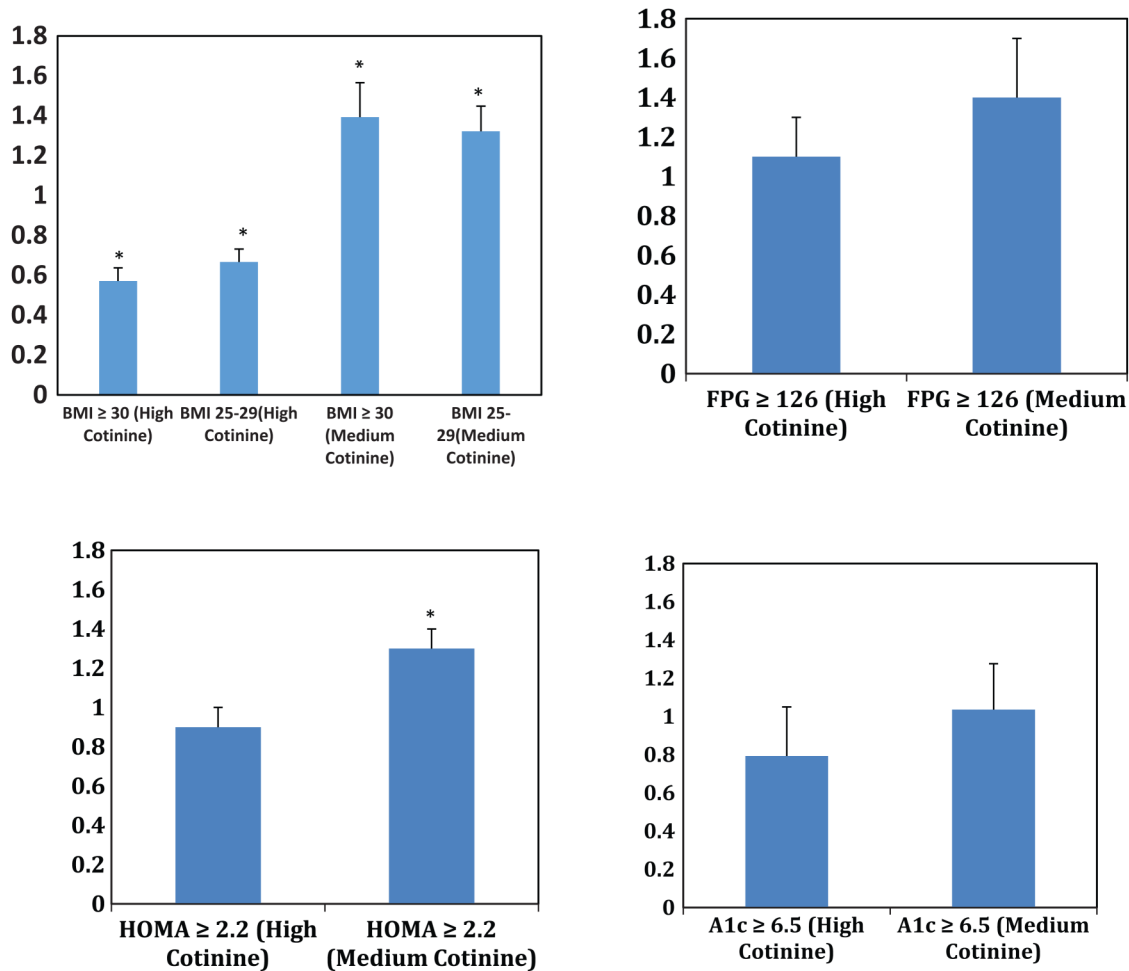 1.8
1.6
1.4
1.2
1
0.8
0.6
0.4
0.2
0
*
*
*
*
BMI ≥ 30 (High
Cotinine)
BMI 25-29(High
Cotinine)
BMI ≥ 30
(Medium
Cotinine)
BMI 25-
29(Medium
Cotinine)
1.8
1.6
1.4
1.2
1
0.8
0.6
0.4
0.2
0
FPG ≥ 126 (High
Cotinine)
FPG ≥ 126 (Medium
Cotinine)
1.8
1.6
1.4
1.2
1
0.8
0.6
0.4
0.2
0
*
HOMA ≥ 2.2 (High
Cotinine)
HOMA ≥ 2.2
(Medium Cotinine)
1.8
1.6
1.4
1.2
1
0.8
0.6
0.4
0.2
0
A1c ≥ 6.5 (High
Cotinine)
A1c ≥ 6.5 (Medium
Cotinine)